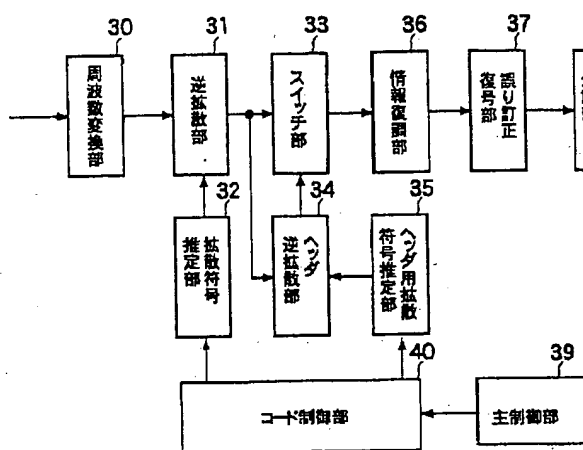 30
31
33
36
37
周波数変換部
逆拡散部
スイッチ部
情報復調部
誤り訂正
復号部
32
34
35
拡散符号
推定部
ヘッダ
逆拡散部
ヘッダ用拡散
符号推定部
40
39
コード制御部
主制御部